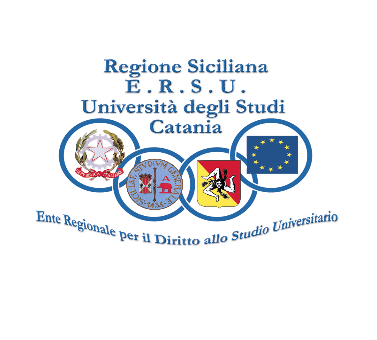 Regione Siciliana
E . R . S . U .
Università degli Studi
Catania
Ente Regionale per il Diritto allo Studio Universitario